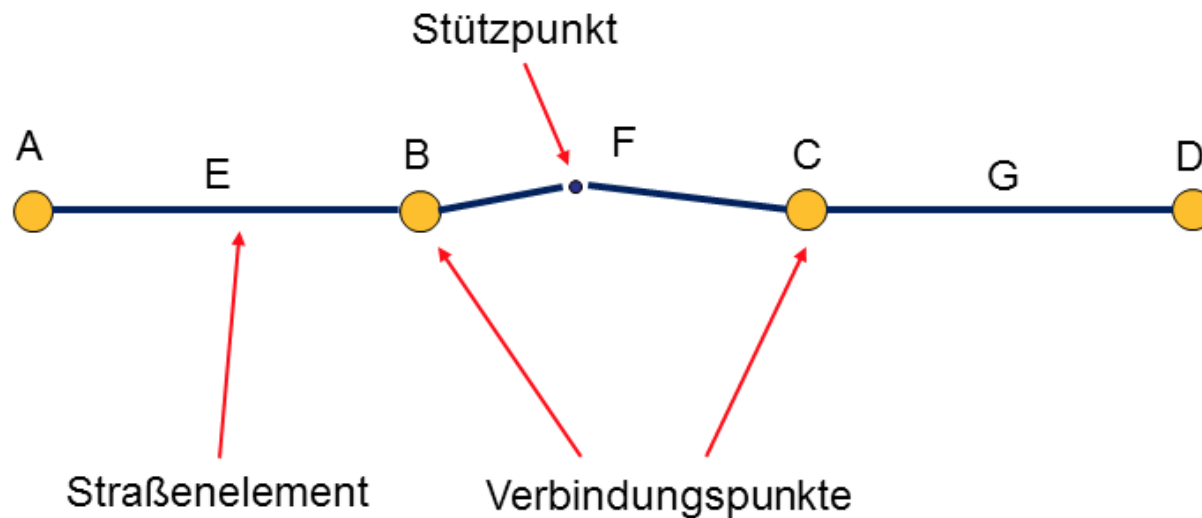 Stützpunkt
A
E
B
F
C
G
D
Straßenelement
Verbindungspunkte